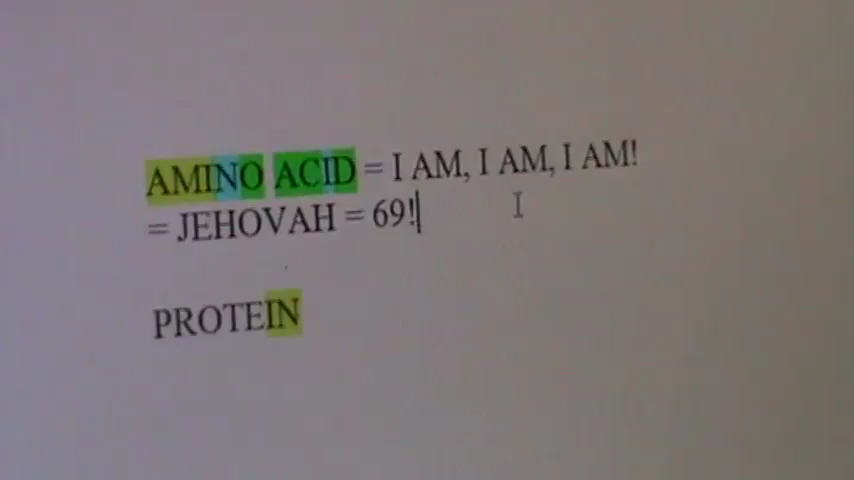 AMINO ACID = I AM, I AM, I AM!
= JEHOVAH = 69!
PROTEIN